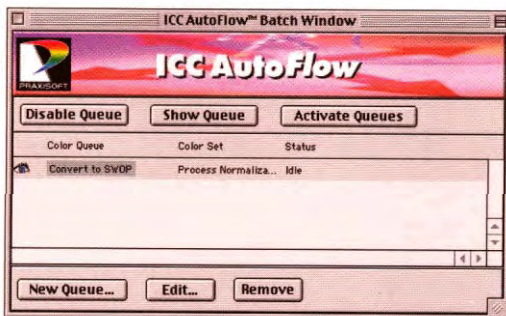 ICC AutoFlow™ Batch Window
PRAXISOFT
ICC AutoFlow
Disable Queue Show Queue Activate Queues
Color Queue Color Set Status
Convert to SWOP Process Normaliza... Idle
New Queue... Edit... Remove